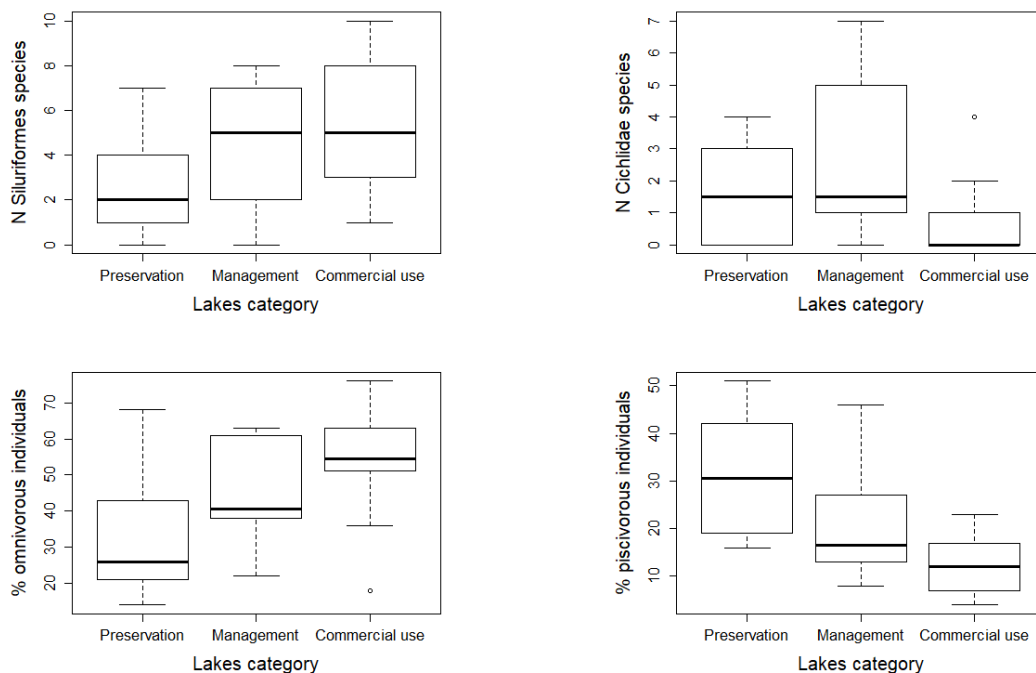 N Siluriformes species
10
8
6
4
2
0
Preservation Management Commercial use
Lakes category
N Cichlidae species
7
6
5
4
3
2
1
0
Preservation Management Commercial use
Lakes category
% omnivorous individuals
70
60
50
40
30
20
Preservation Management Commercial use
Lakes category
% piscivorous individuals
50
40
30
20
10
Preservation Management Commercial use
Lakes category